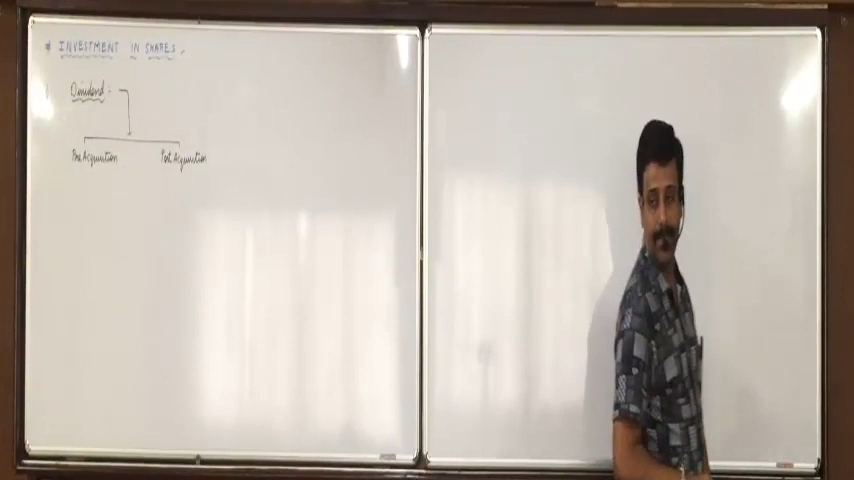 # INVESTMENT IN SHARES :-
Dividend :-
Pre Acquisition Post Acquisition